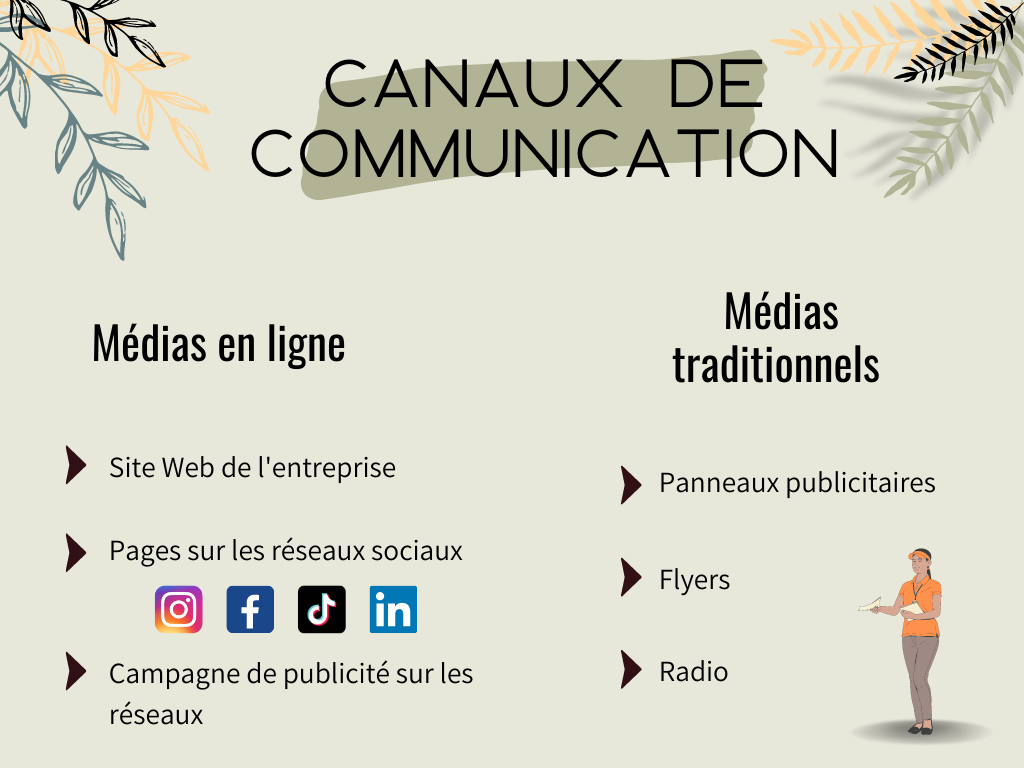 CANAUX DE
COMMUNICATION
Médias en ligne
Site Web de l'entreprise
Pages sur les réseaux sociaux
in
Campagne de publicité sur les
réseaux
Médias
traditionnels
Panneaux publicitaires
Flyers
Radio